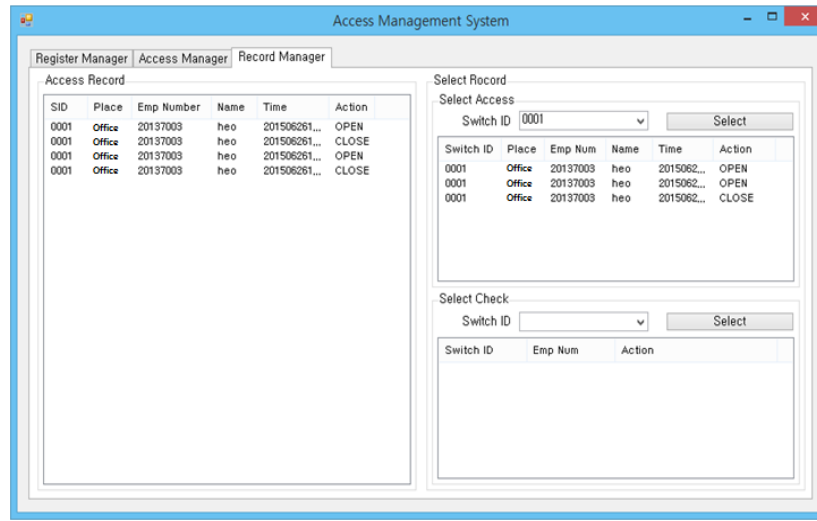 Access Management System
Register Manager Access Manager Record Manager
Access Record
SID Place Emp Number Name Time Action
0001 Office 20137003 heo 201506261... OPEN
0001 Office 20137003 heo 201506261... CLOSE
0001 Office 20137003 heo 201506261... OPEN
0001 Office 20137003 heo 201506261... CLOSE
Select Rocord
Select Access
Switch ID 0001 Select
Switch ID Place Emp Num Name Time Action
0001 Office 20137003 heo 2015062... OPEN
0001 Office 20137003 heo 2015062... OPEN
0001 Office 20137003 heo 2015062... CLOSE
Select Check
Switch ID Select
Switch ID Emp Num Action